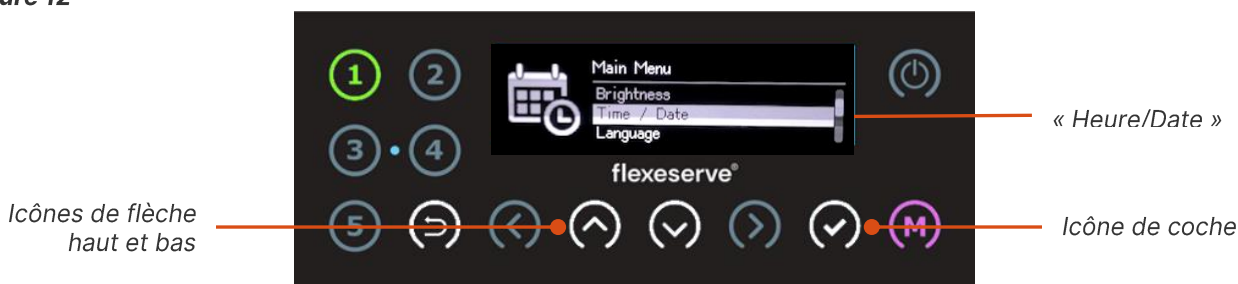 ure 12
1 2
Main Menu
Brightness
Time / Date
Language
« Heure/Date »
3 4
flexeserve®
Icônes de flèche
haut et bas
5
M
Icône de coche